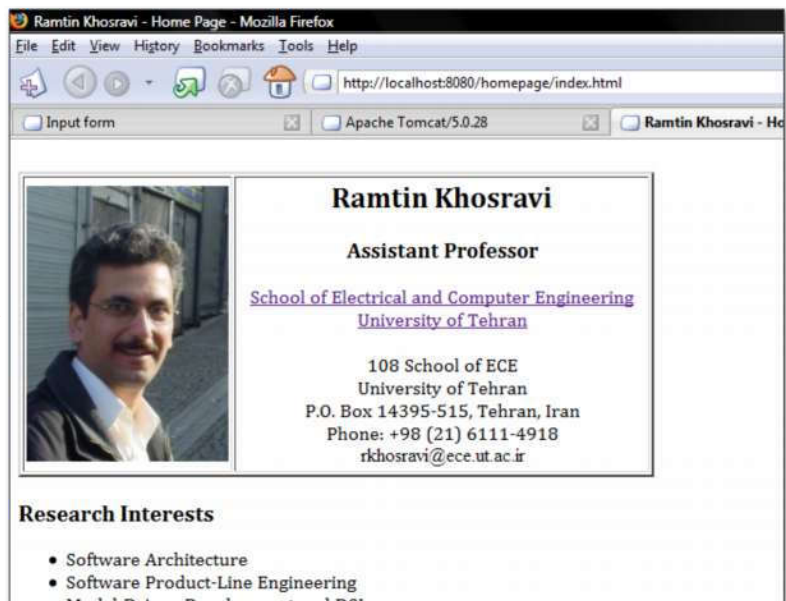 Ramtin Khosravi - Home Page - Mozilla Firefox
File Edit View History Bookmarks Tools Help
http://localhost:8080/homepage/index.html
Input form Apache Tomcat/5.0.28 Ramtin Khosravi - Ho
Ramtin Khosravi
Assistant Professor
School of Electrical and Computer Engineering
University of Tehran
108 School of ECE
University of Tehran
P.O. Box 14395-515, Tehran, Iran
Phone: +98 (21) 6111-4918
rkhosravi@ece.ut.ac.ir
Research Interests
• Software Architecture
• Software Product-Line Engineering